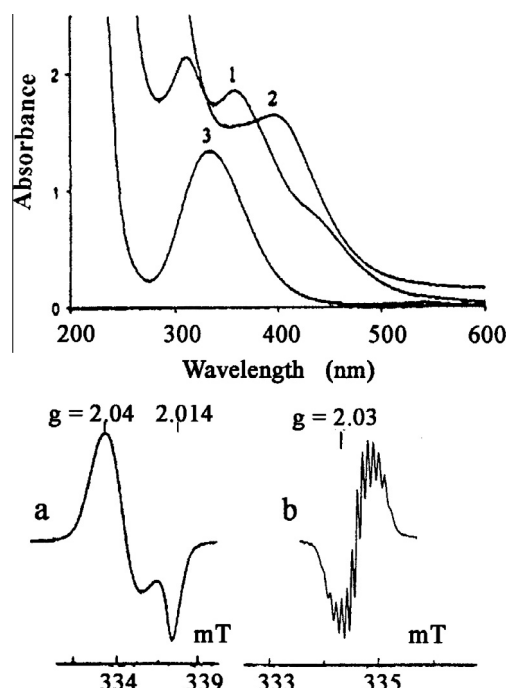 2
1
2
3
1
0
Absorbance
200 300 400 500 600
Wavelength (nm)
g = 2.04 2.014 g = 2.03
a b
mT mT
334 339 333 335